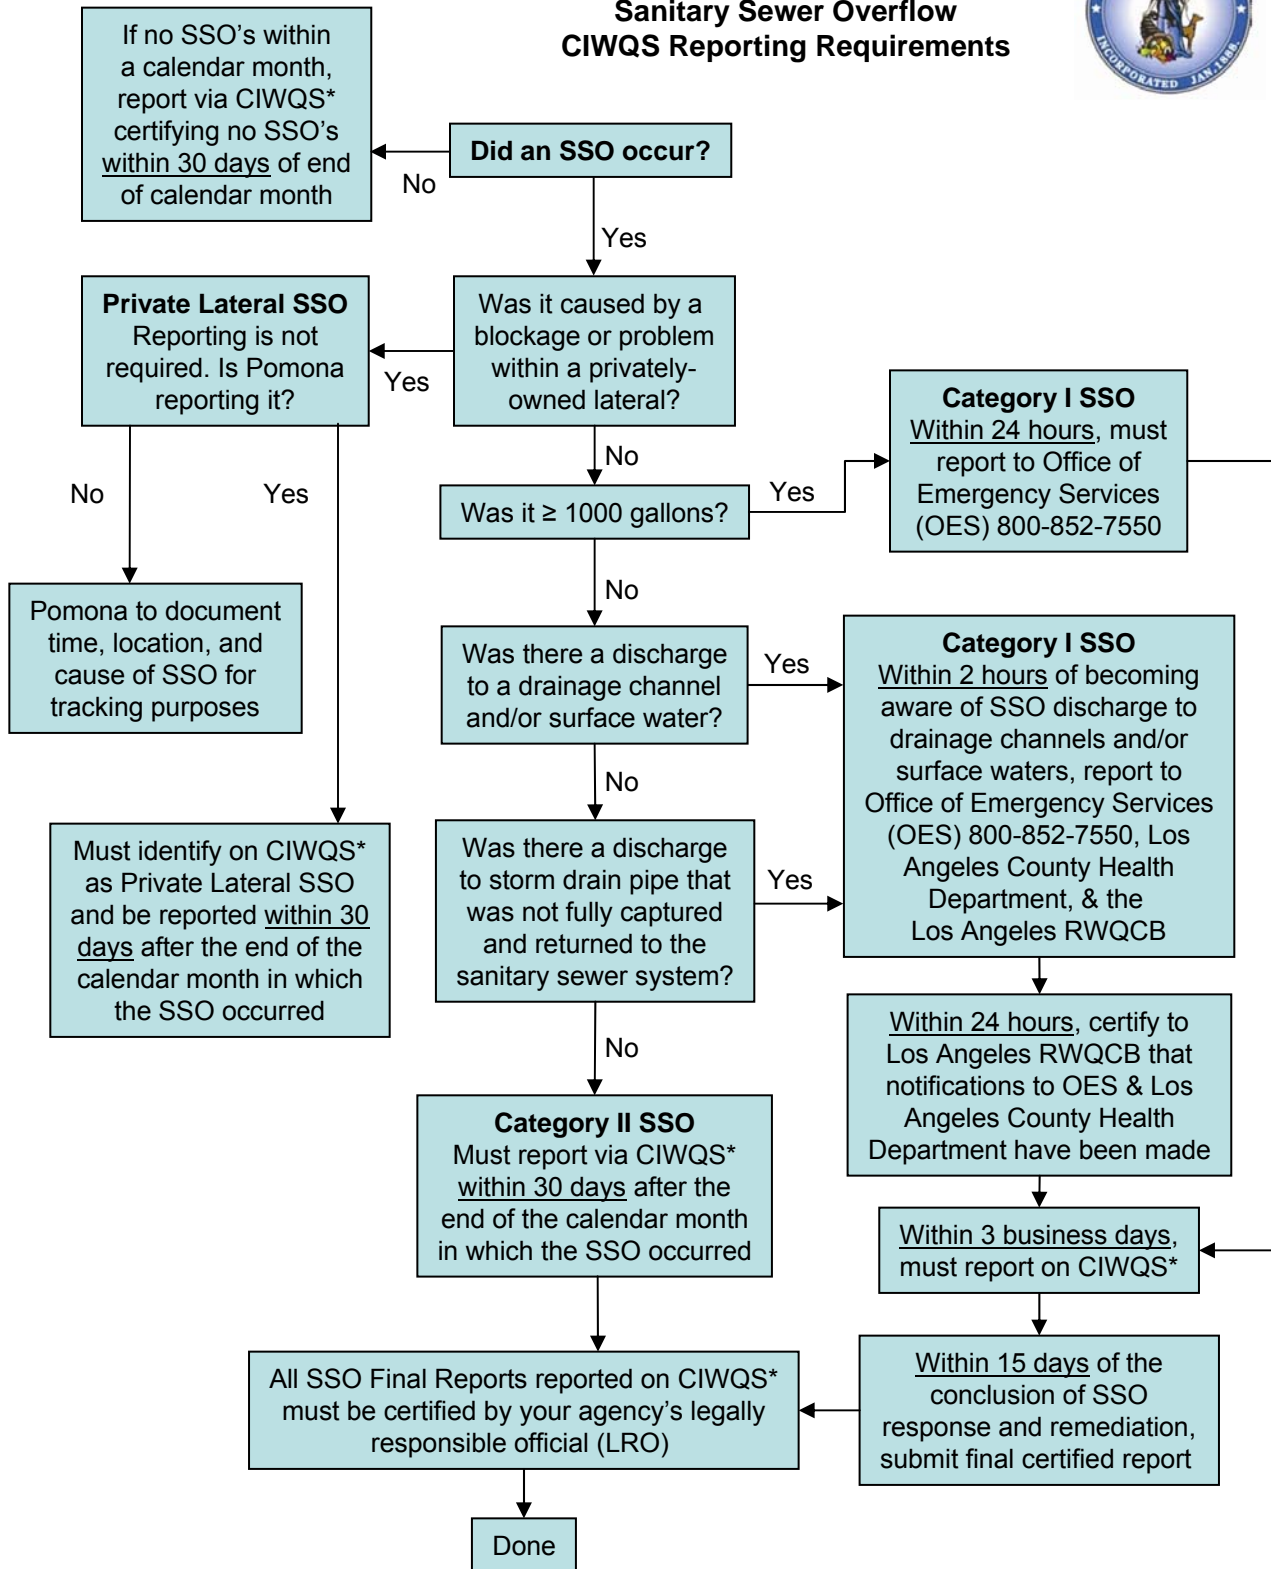 Sanitary Sewer Overflow
CIWQS Reporting Requirements
INCORPORATED JAN. 1888.
If no SSO's within
a calendar month,
report via CIWQS*
certifying no SSO's
within 30 days of end
of calendar month
No
Did an SSO occur?
Yes
Private Lateral SSO
Reporting is not
required. Is Pomona
reporting it?
Yes
Was it caused by a
blockage or problem
within a privately-
owned lateral?
No
Category I SSO
Within 24 hours, must
report to Office of
Emergency Services
(OES) 800-852-7550
No
Yes
Was it ≥ 1000 gallons?
Yes
No
Pomona to document
time, location, and
cause of SSO for
tracking purposes
Was there a discharge
to a drainage channel
and/or surface water?
Yes
Category I SSO
Within 2 hours of becoming
aware of SSO discharge to
drainage channels and/or
surface waters, report to
Office of Emergency Services
(OES) 800-852-7550, Los
Angeles County Health
Department, & the
Los Angeles RWQCB
No
Must identify on CIWQS*
as Private Lateral SSO
and be reported within 30
days after the end of the
calendar month in which
the SSO occurred
Was there a discharge
to storm drain pipe that
was not fully captured
and returned to the
sanitary sewer system?
Yes
No
Within 24 hours, certify to
Los Angeles RWQCB that
notifications to OES & Los
Angeles County Health
Department have been made
Category II SSO
Must report via CIWQS*
within 30 days after the
end of the calendar month
in which the SSO occurred
Within 3 business days,
must report on CIWQS*
Within 15 days of the
conclusion of SSO
response and remediation,
submit final certified report
All SSO Final Reports reported on CIWQS*
must be certified by your agency's legally
responsible official (LRO)
Done